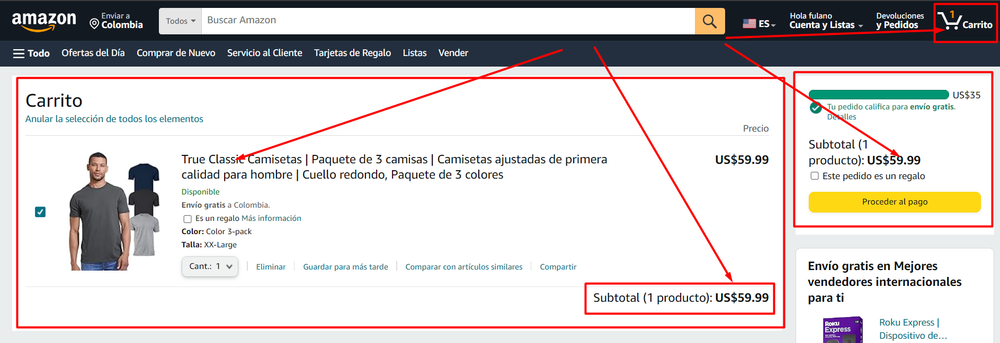 amazon
Enviar a
Colombia
Todos
Buscar Amazon
ES
Hola fulano
Cuenta y Listas
Devoluciones
y Pedidos
1
Carrito
Todo
Ofertas del Día
Comprar de Nuevo
Servicio al Cliente
Tarjetas de Regalo
Listas
Vender
Carrito
Anular la selección de todos los elementos
Precio
True Classic Camisetas | Paquete de 3 camisas | Camisetas ajustadas de primera
calidad para hombre | Cuello redondo, Paquete de 3 colores
US$59.99
Disponible
Envío gratis a Colombia.
Es un regalo Más información
Color: Color 3-pack
Talla: XX-Large
Cant.: 1
Eliminar
Guardar para más tarde
Comparar con artículos similares
Compartir
Subtotal (1 producto): US$59.99
US$35
Tu pedido califica para envío gratis.
Detalles
Subtotal (1
producto): US$59.99
Este pedido es un regalo
Proceder al pago
Envío gratis en Mejores
vendedores internacionales
para ti
Roku
Express
Roku Express |
Dispositivo de…